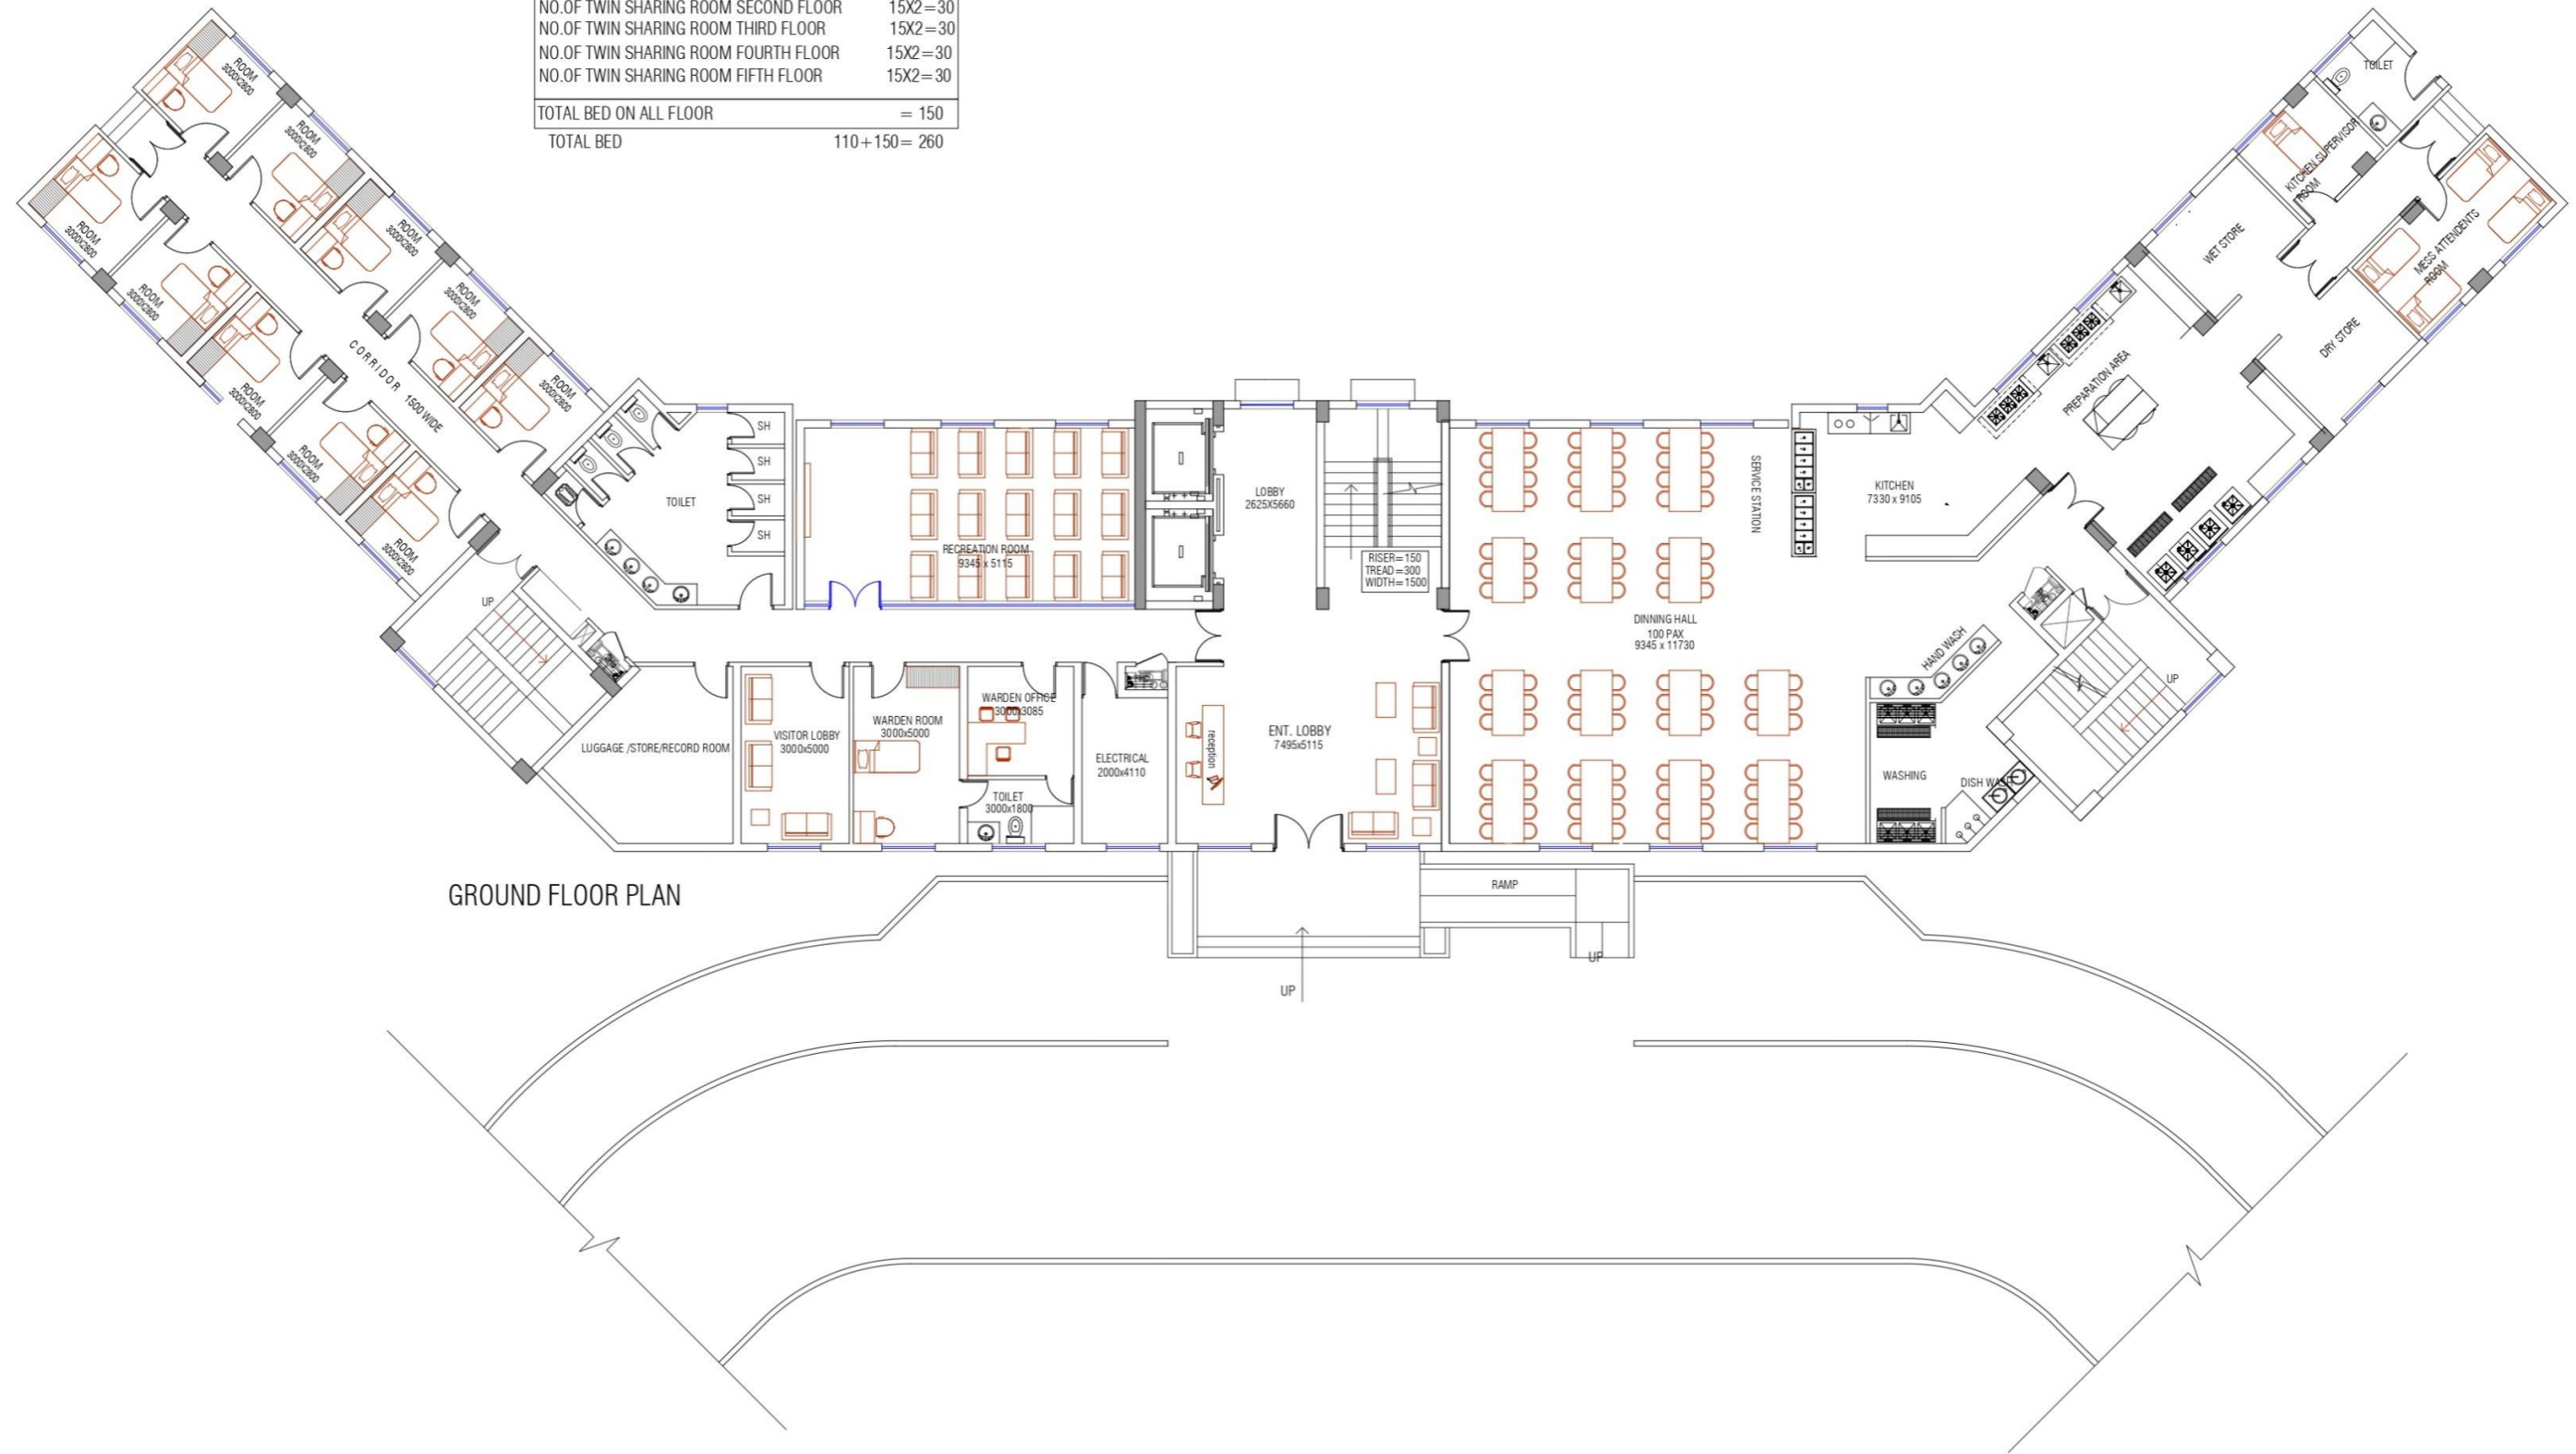 NO.OF TWIN SHARING ROOM SECOND FLOOR 15X2=30
NO.OF TWIN SHARING ROOM THIRD FLOOR 15X2=30
NO.OF TWIN SHARING ROOM FOURTH FLOOR 15X2=30
NO.OF TWIN SHARING ROOM FIFTH FLOOR 15X2=30
TOTAL BED ON ALL FLOOR = 150
TOTAL BED 110+150= 260
ROOM
3000X2800
ROOM
3000X2800
ROOM
3000X2800
ROOM
3000X2800
ROOM
3000X2800
ROOM
3000X2800
ROOM
3000X2800
ROOM
3000X2800
ROOM
3000X2800
ROOM
3000X2800
CORRIDOR 1500 WIDE
TOILET
SH
SH
SH
SH
RECREATION ROOM
9345 x 5115
LOBBY
2625X5660
RISER=150
TREAD=300
WIDTH=1500
SERVICE STATION
DINNING HALL
100 PAX
9345 x 11730
KITCHEN
7330 x 9105
PREPARATION AREA
WET STORE
DRY STORE
KITCHEN SUPERVISOR
ROOM
TOILET
MESS ATTENDENTS
ROOM
HAND WASH
WASHING
DISH WASH
UP
UP
LUGGAGE /STORE/RECORD ROOM
VISITOR LOBBY
3000x5000
WARDEN ROOM
3000x5000
WARDEN OFFICE
3000x3085
TOILET
3000x1800
ELECTRICAL
2000x4110
reception
ENT. LOBBY
7495x5115
RAMP
UP
UP
GROUND FLOOR PLAN